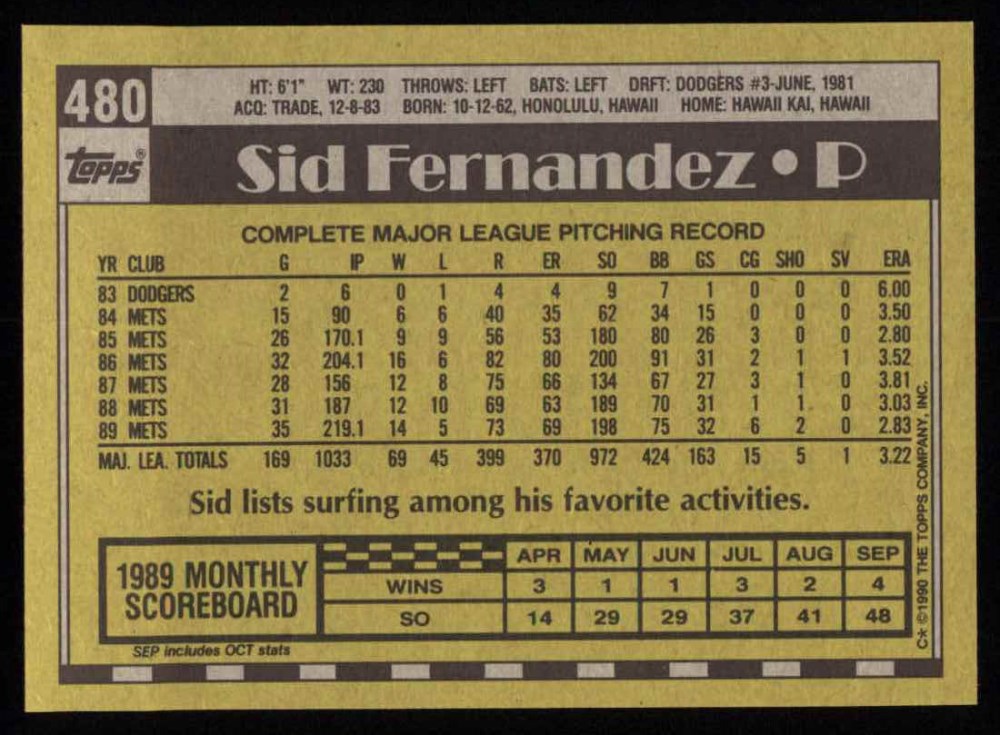 480
HT: 6'1" WT: 230 THROWS: LEFT BATS: LEFT DRFT: DODGERS #3-JUNE, 1981
ACQ: TRADE, 12-8-83 BORN: 10-12-62, HONOLULU, HAWAII HOME: HAWAII KAI, HAWAII
topps®
Sid Fernandez • P
COMPLETE MAJOR LEAGUE PITCHING RECORD
YR CLUB G IP W L R ER SO BB GS CG SHO SV ERA
83 DODGERS 2 6 0 1 4 4 9 7 1 0 0 0 6.00
84 METS 15 90 6 6 40 35 62 34 15 0 0 0 3.50
85 METS 26 170.1 9 9 56 53 180 80 26 3 0 0 2.80
86 METS 32 204.1 16 6 82 80 200 91 31 2 1 1 3.52
87 METS 28 156 12 8 75 66 134 67 27 3 1 0 3.81
88 METS 31 187 12 10 69 63 189 70 31 1 1 0 3.03
89 METS 35 219.1 14 5 73 69 198 75 32 6 2 0 2.83
MAJ. LEA. TOTALS 169 1033 69 45 399 370 972 424 163 15 5 1 3.22
Sid lists surfing among his favorite activities.
1989 MONTHLY
SCOREBOARD
APR MAY JUN JUL AUG SEP
WINS 3 1 1 3 2 4
SO 14 29 29 37 41 48
SEP includes OCT stats
C* ©1990 THE TOPPS COMPANY, INC.